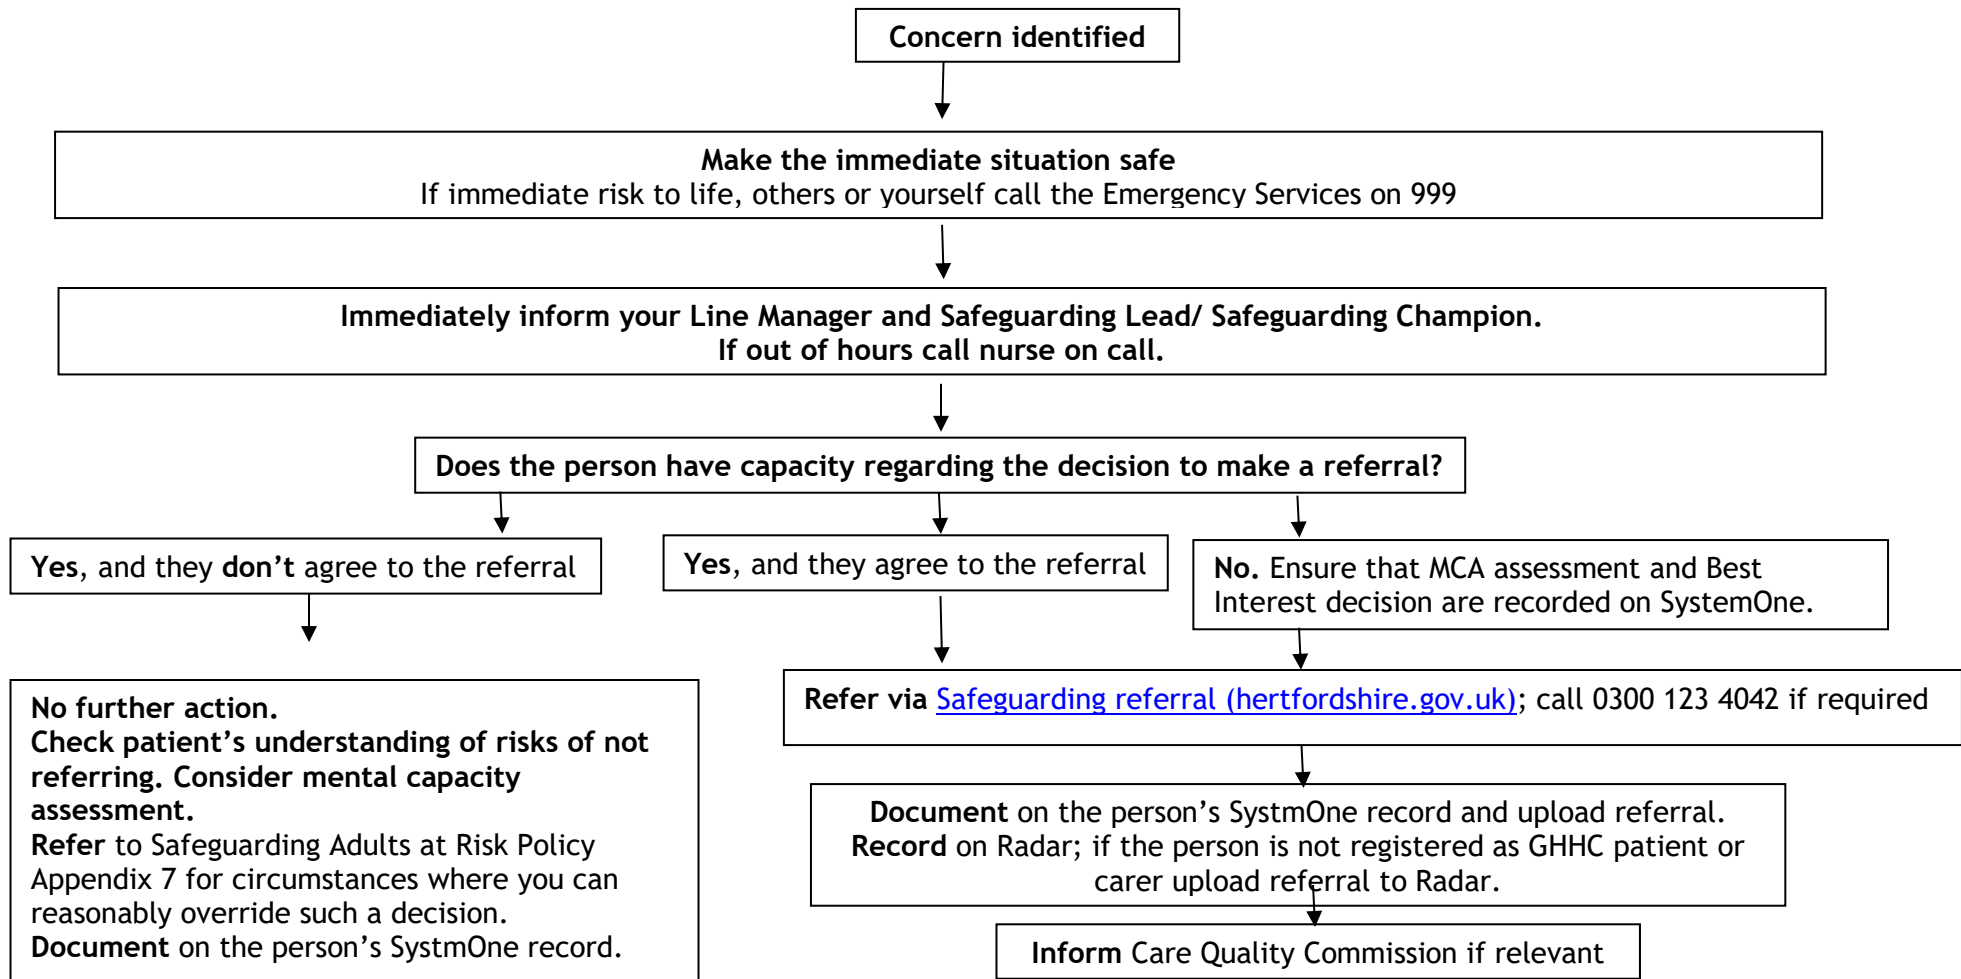 Concern identified
Make the immediate situation safe
If immediate risk to life, others or yourself call the Emergency Services on 999
Immediately inform your Line Manager and Safeguarding Lead/ Safeguarding Champion.
If out of hours call nurse on call.
Does the person have capacity regarding the decision to make a referral?
Yes, and they don’t agree to the referral
Yes, and they agree to the referral
No. Ensure that MCA assessment and Best
Interest decision are recorded on SystemOne.
No further action.
Check patient’s understanding of risks of not
referring. Consider mental capacity
assessment.
Refer to Safeguarding Adults at Risk Policy
Appendix 7 for circumstances where you can
reasonably override such a decision.
Document on the person’s SystmOne record.
Refer via Safeguarding referral (hertfordshire.gov.uk); call 0300 123 4042 if required
Document on the person’s SystmOne record and upload referral.
Record on Radar; if the person is not registered as GHHC patient or
carer upload referral to Radar.
Inform Care Quality Commission if relevant